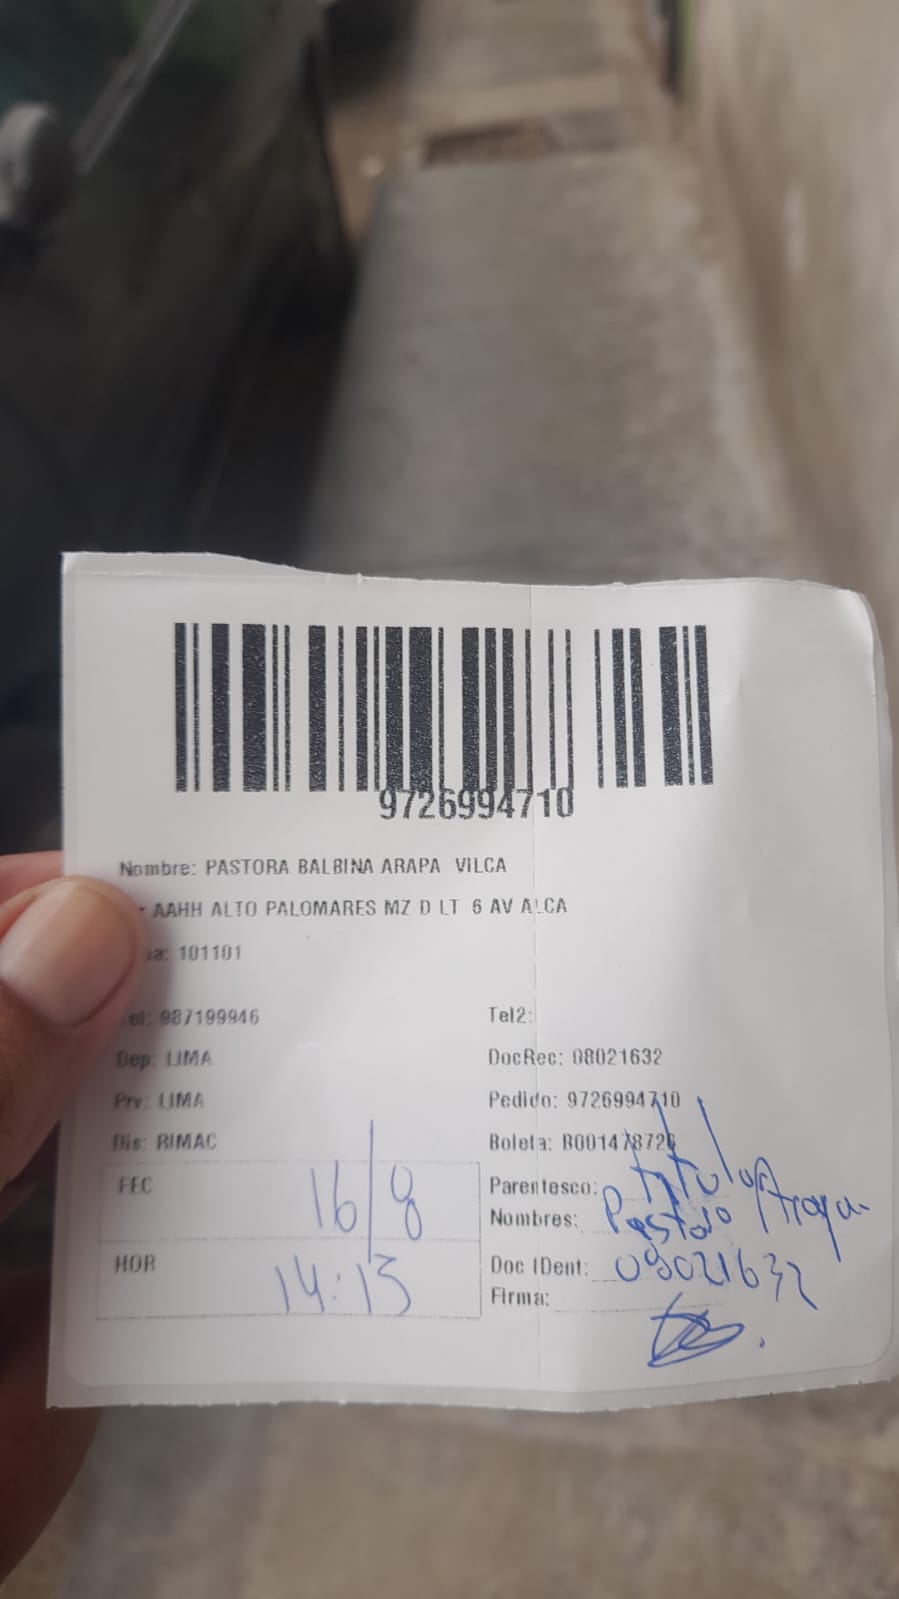 9726994710
Nombre: PASTORA BALBINA ARAPA VILCA
AAHH ALTO PALOMARES MZ D LT 6 AV ALCA
101101
Tel: 987199946 Tel2:
Dep: LIMA DocRec: 08021632
Prv: LIMA Pedido: 9726994710
Dis: RIMAC Boleta: B001478726
FEC 16/8 Parentesco: titular
Nombres: Pastora Arapa
HOR 14:13 Doc IDent: 08021632
Firma: